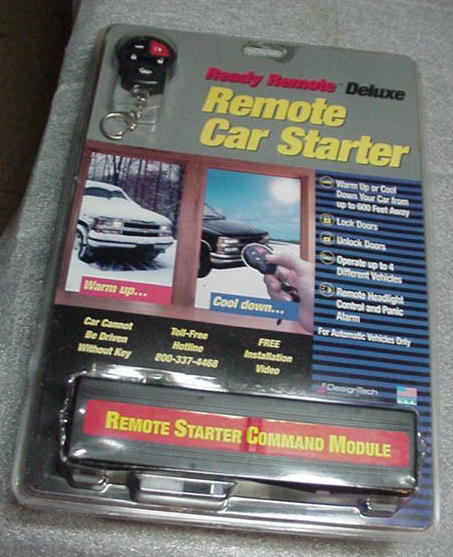 Ready Remote™ Deluxe
Remote
Car Starter
Warm Up or Cool
Down Your Car from
up to 600 Feet Away
Lock Doors
Unlock Doors
Operate up to 4
Different Vehicles
Remote Headlight
Control and Panic
Alarm
For Automatic Vehicles Only
Warm up...
Cool down...
Car Cannot
Be Driven
Without Key
Toll-Free
Hotline
800-337-4468
FREE
Installation
Video
DesignTech
REMOTE STARTER COMMAND MODULE